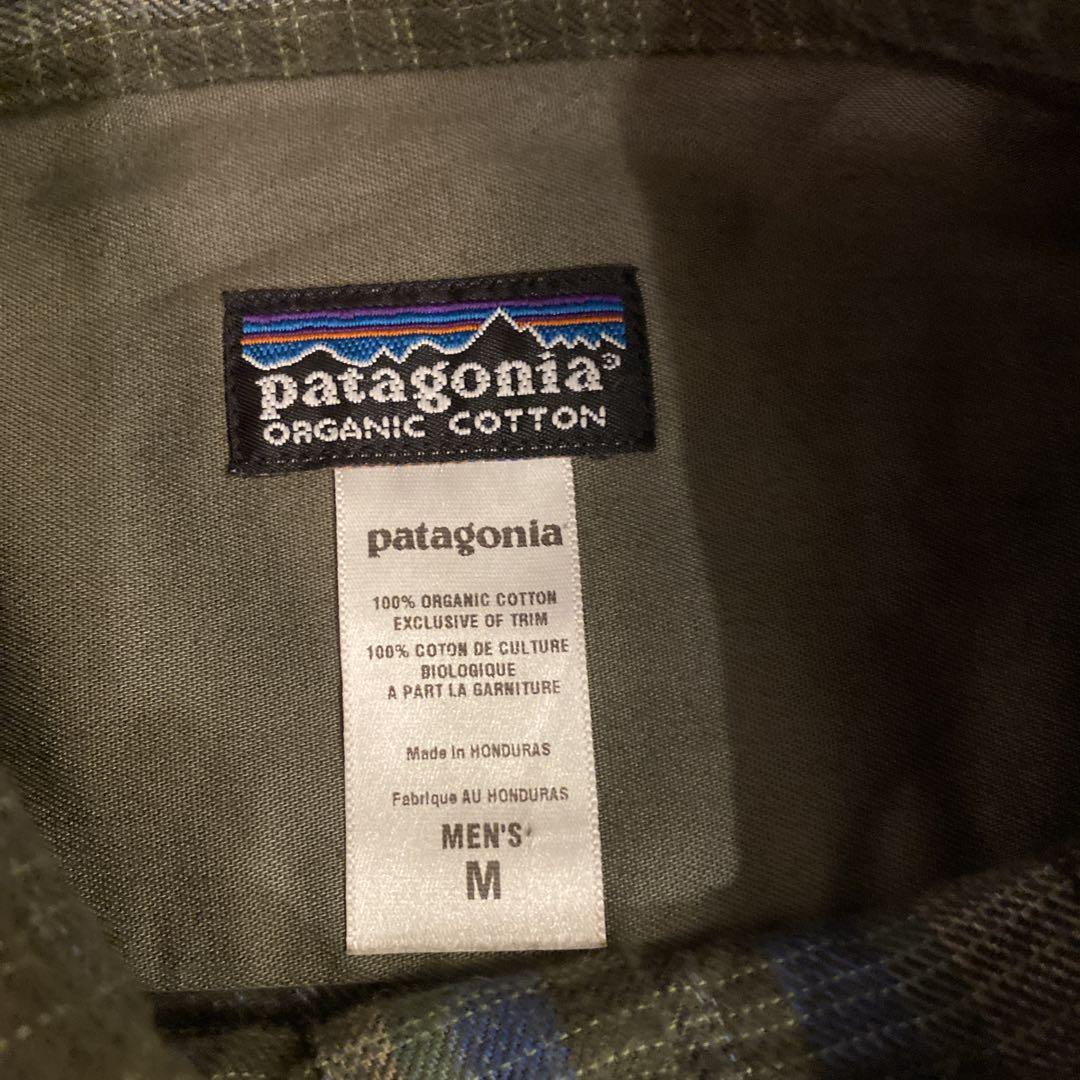 patagonia®
ORGANIC COTTON
patagonia
100% ORGANIC COTTON
EXCLUSIVE OF TRIM
100% COTON DE CULTURE
BIOLOGIQUE
A PART LA GARNITURE
Made in HONDURAS
Fabrique AU HONDURAS
MEN'S
M